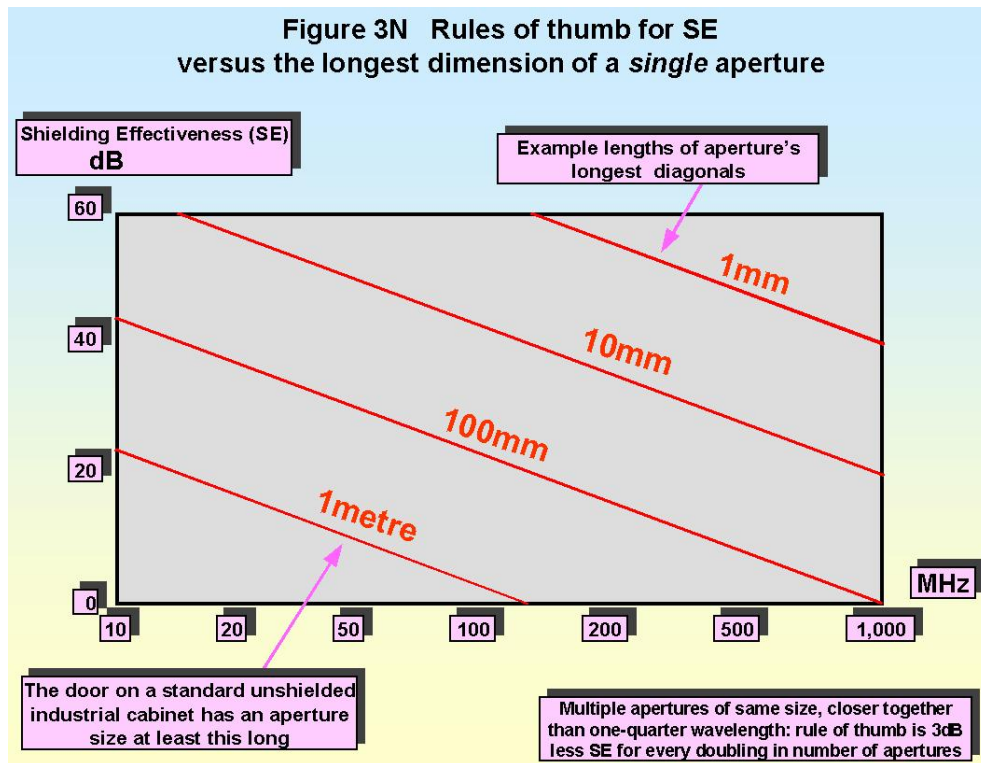 Figure 3N Rules of thumb for SE
versus the longest dimension of a single aperture
Shielding Effectiveness (SE)
dB
Example lengths of aperture's
longest diagonals
60
1mm
40
10mm
100mm
20
1metre
MHz
0
10
20
50
100
200
500
1,000
The door on a standard unshielded
industrial cabinet has an aperture
size at least this long
Multiple apertures of same size, closer together
than one-quarter wavelength: rule of thumb is 3dB
less SE for every doubling in number of apertures